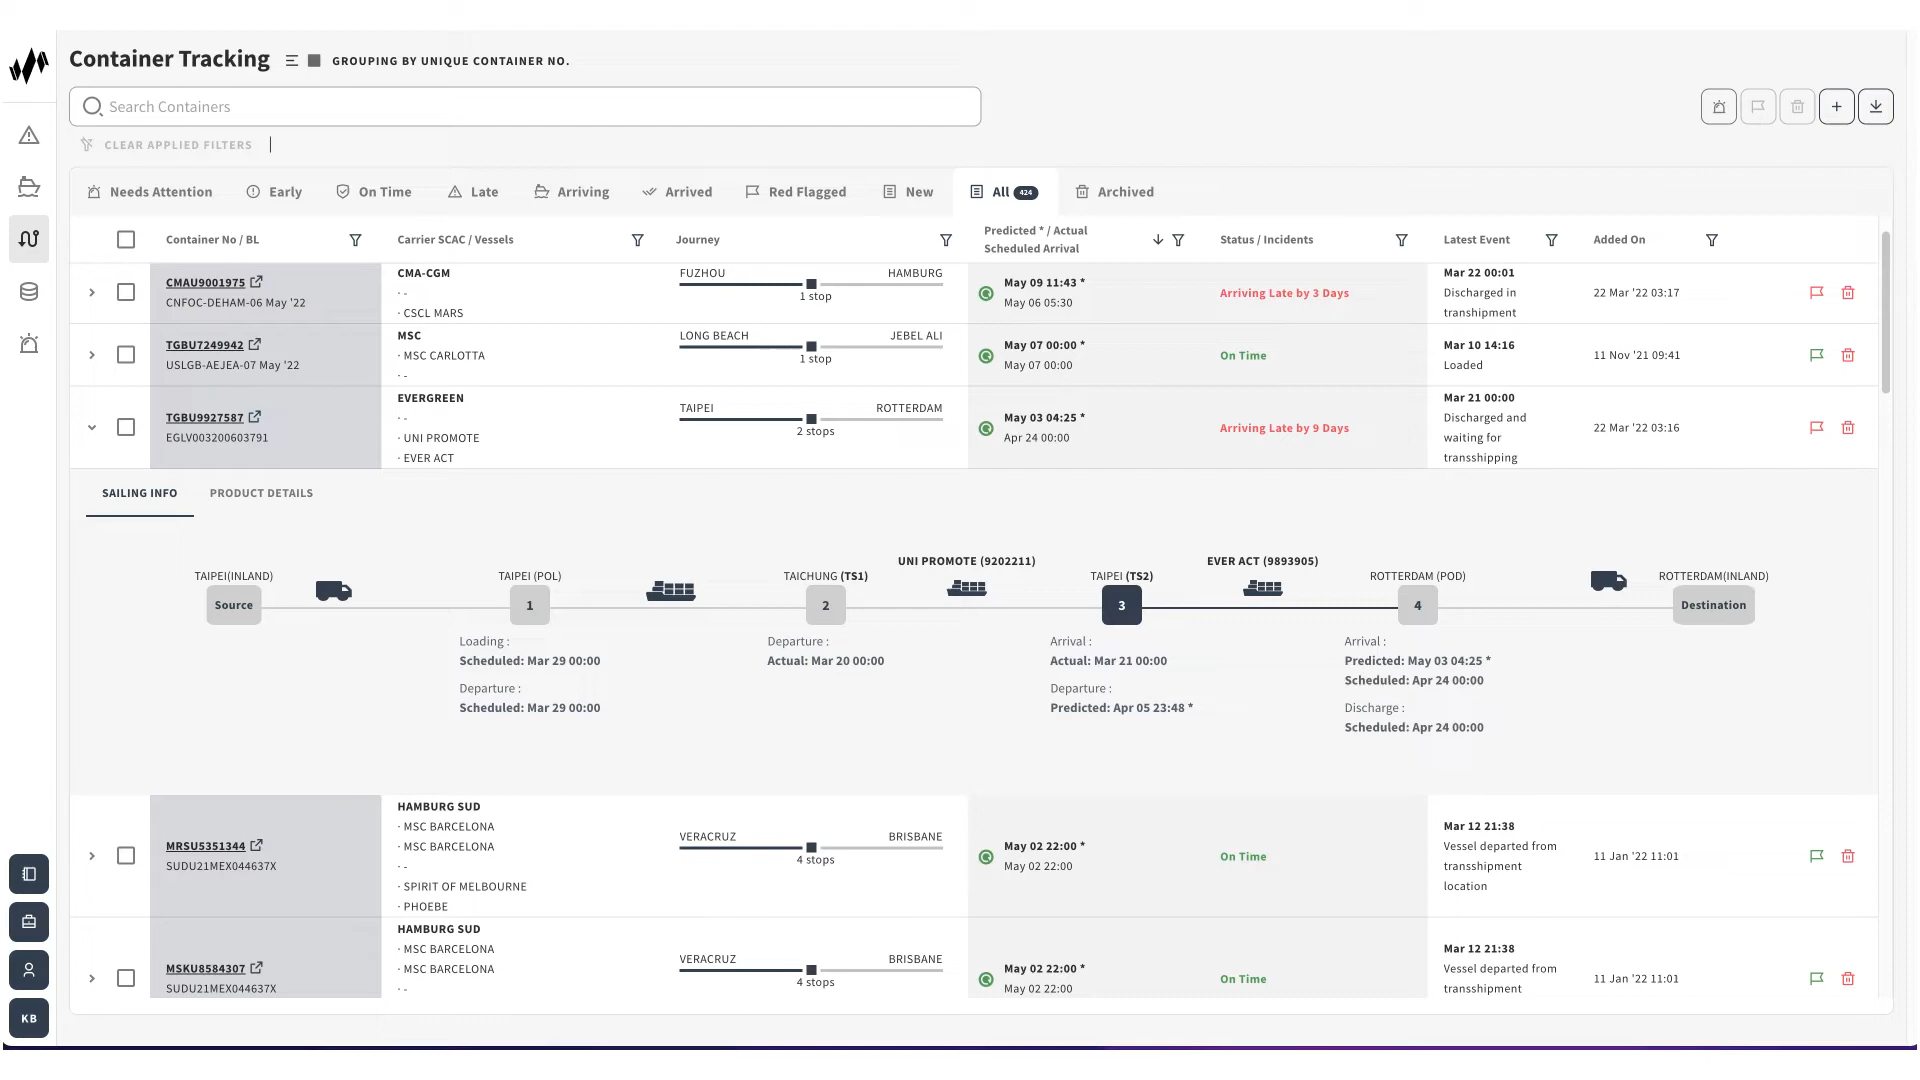 Container Tracking
GROUPING BY UNIQUE CONTAINER NO.
Search Containers
CLEAR APPLIED FILTERS
Needs Attention
Early
On Time
Late
Arriving
Arrived
Red Flagged
New
All 424
Archived
Container No / BL
Carrier SCAC / Vessels
Journey
Predicted * / Actual
Scheduled Arrival
Status / Incidents
Latest Event
Added On
CMAU9001975
CNFOC-DEHAM-06 May '22
CMA-CGM
· -
· CSCL MARS
FUZHOU
HAMBURG
1 stop
May 09 11:43 *
May 06 05:30
Arriving Late by 3 Days
Mar 22 00:01
Discharged in
transhipment
22 Mar '22 03:17
TGBU7249942
USLGB-AEJEA-07 May '22
MSC
· MSC CARLOTTA
· -
LONG BEACH
JEBEL ALI
1 stop
May 07 00:00 *
May 07 00:00
On Time
Mar 10 14:16
Loaded
11 Nov '21 09:41
TGBU9927587
EGLV003200603791
EVERGREEN
· -
· UNI PROMOTE
· EVER ACT
TAIPEI
ROTTERDAM
2 stops
May 03 04:25 *
Apr 24 00:00
Arriving Late by 9 Days
Mar 21 00:00
Discharged and
waiting for
transshipping
22 Mar '22 03:16
SAILING INFO
PRODUCT DETAILS
TAIPEI(INLAND)
Source
TAIPEI (POL)
1
Loading :
Scheduled: Mar 29 00:00
Departure :
Scheduled: Mar 29 00:00
TAICHUNG (TS1)
2
Departure :
Actual: Mar 20 00:00
UNI PROMOTE (9202211)
TAIPEI (TS2)
3
Arrival :
Actual: Mar 21 00:00
Departure :
Predicted: Apr 05 23:48 *
EVER ACT (9893905)
ROTTERDAM (POD)
4
Arrival :
Predicted: May 03 04:25 *
Scheduled: Apr 24 00:00
Discharge :
Scheduled: Apr 24 00:00
ROTTERDAM(INLAND)
Destination
MRSU5351344
SUDU21MEX044637X
HAMBURG SUD
· MSC BARCELONA
· MSC BARCELONA
· -
· SPIRIT OF MELBOURNE
· PHOEBE
VERACRUZ
BRISBANE
4 stops
May 02 22:00 *
May 02 22:00
On Time
Mar 12 21:38
Vessel departed from
transshipment
location
11 Jan '22 11:01
MSKU8584307
SUDU21MEX044637X
HAMBURG SUD
· MSC BARCELONA
· MSC BARCELONA
· -
VERACRUZ
BRISBANE
4 stops
May 02 22:00 *
May 02 22:00
On Time
Mar 12 21:38
Vessel departed from
transshipment
11 Jan '22 11:01
KB